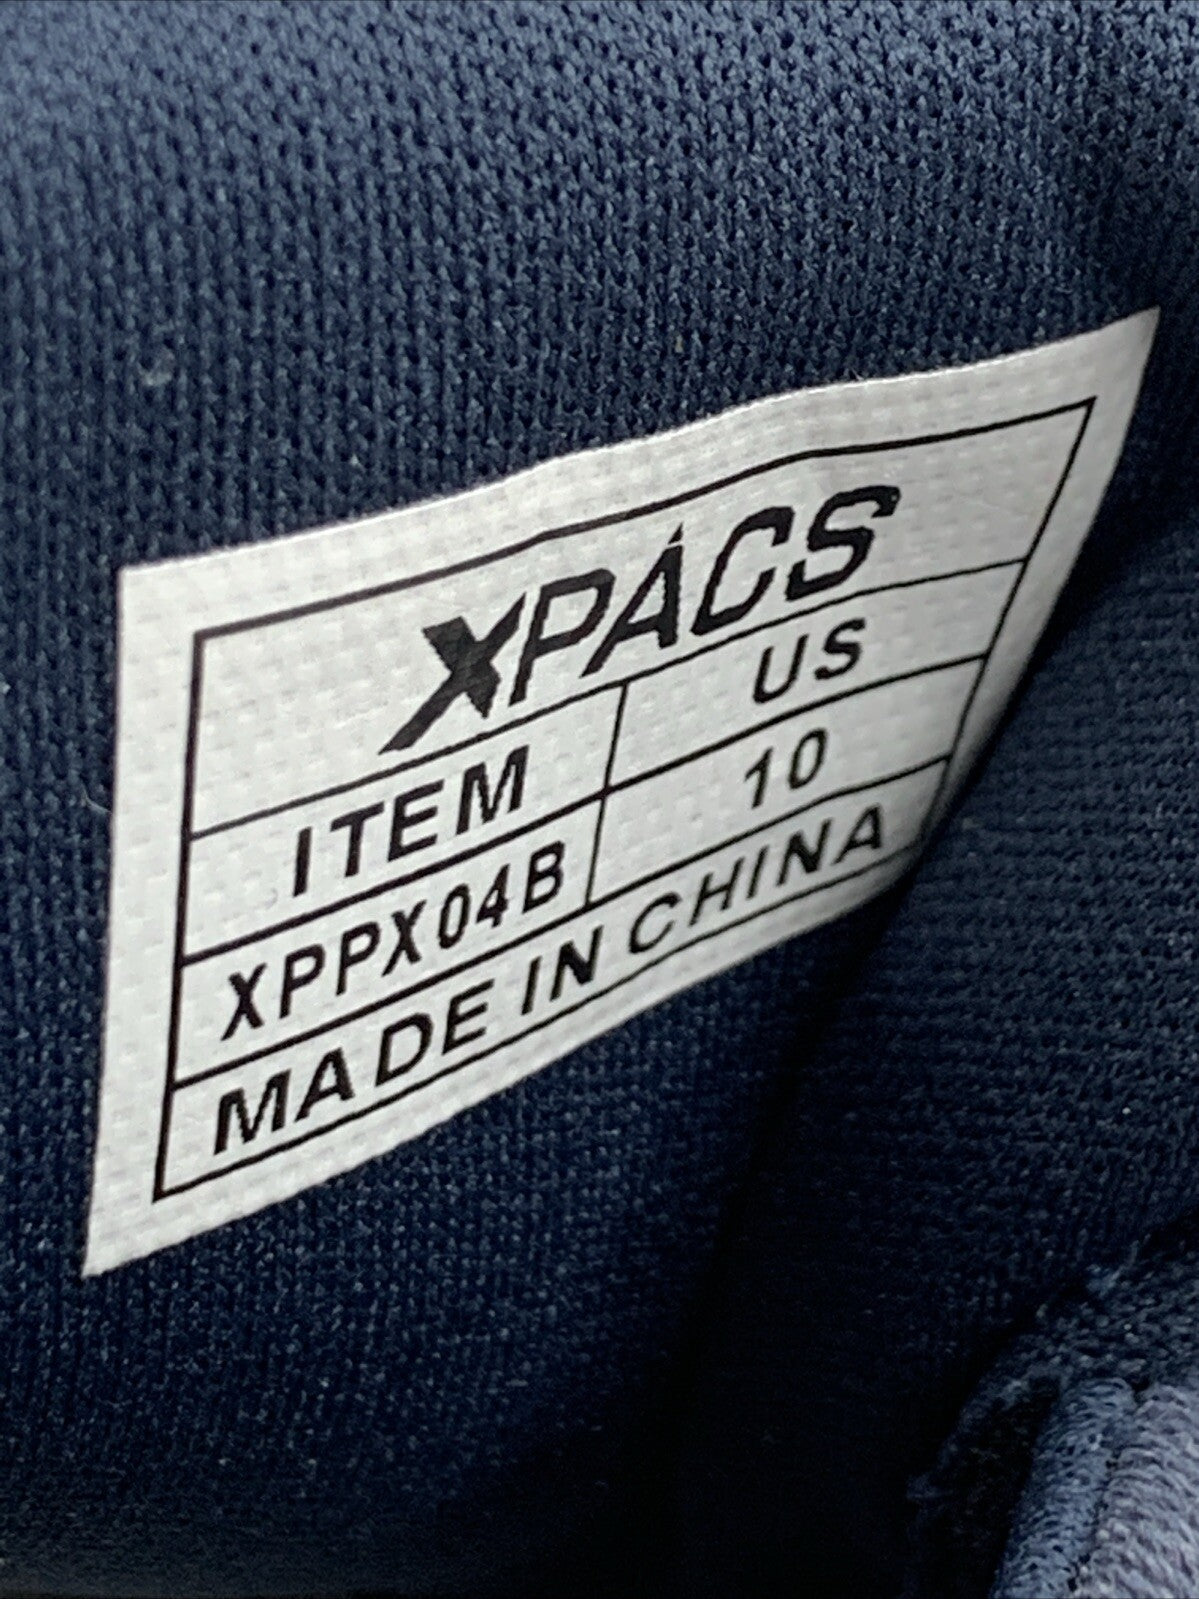 XPACS
ITEM US
XPPX04B 10
MADE IN CHINA